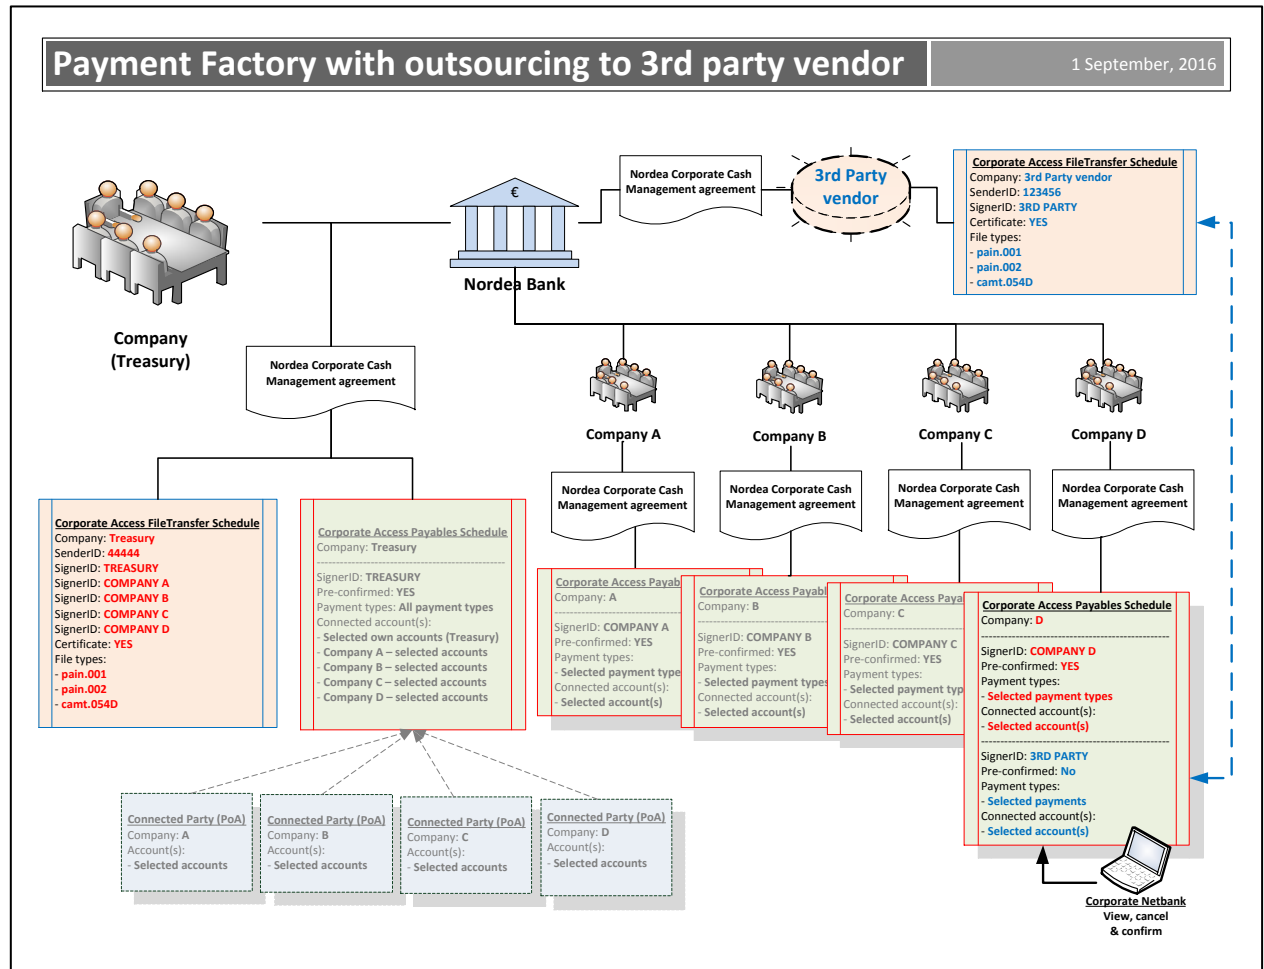 Payment Factory with outsourcing to 3rd party vendor
1 September, 2016
Company
(Treasury)
€
Nordea Bank
Nordea Corporate Cash
Management agreement
3rd Party
vendor
Corporate Access FileTransfer Schedule
Company: 3rd Party vendor
SenderID: 123456
SignerID: 3RD PARTY
Certificate: YES
File types:
- pain.001
- pain.002
- camt.054D
Nordea Corporate Cash
Management agreement
Company A
Company B
Company C
Company D
Nordea Corporate Cash
Management agreement
Nordea Corporate Cash
Management agreement
Nordea Corporate Cash
Management agreement
Nordea Corporate Cash
Management agreement
Corporate Access FileTransfer Schedule
Company: Treasury
SenderID: 44444
SignerID: TREASURY
SignerID: COMPANY A
SignerID: COMPANY B
SignerID: COMPANY C
SignerID: COMPANY D
Certificate: YES
File types:
- pain.001
- pain.002
- camt.054D
Corporate Access Payables Schedule
Company: Treasury
SignerID: TREASURY
Pre-confirmed: YES
Payment types: All payment types
Connected account(s):
- Selected own accounts (Treasury)
- Company A – selected accounts
- Company B – selected accounts
- Company C – selected accounts
- Company D – selected accounts
Corporate Access Payab
Company: A
SignerID: COMPANY A
Pre-confirmed: YES
Payment types:
- Selected payment type
Connected account(s):
- Selected account(s)
Corporate Access Paya
Company: B
SignerID: COMPANY B
Pre-confirmed: YES
Payment types:
- Selected payment types
Connected account(s):
- Selected account(s)
Corporate Access Pay
Company: C
SignerID: COMPANY C
Pre-confirmed: YES
Payment types:
- Selected payment typ
Connected account(s):
- Selected account(s)
Corporate Access Payables Schedule
Company: D
SignerID: COMPANY D
Pre-confirmed: YES
Payment types:
- Selected payment types
Connected account(s):
- Selected account(s)
SignerID: 3RD PARTY
Pre-confirmed: No
Payment types:
- Selected payments
Connected account(s):
- Selected account(s)
Connected Party (PoA)
Company: A
Account(s):
- Selected accounts
Connected Party (PoA)
Company: B
Account(s):
- Selected accounts
Connected Party (PoA)
Company: C
Account(s):
- Selected accounts
Connected Party (PoA)
Company: D
Account(s):
- Selected accounts
Corporate Netbank
View, cancel
& confirm